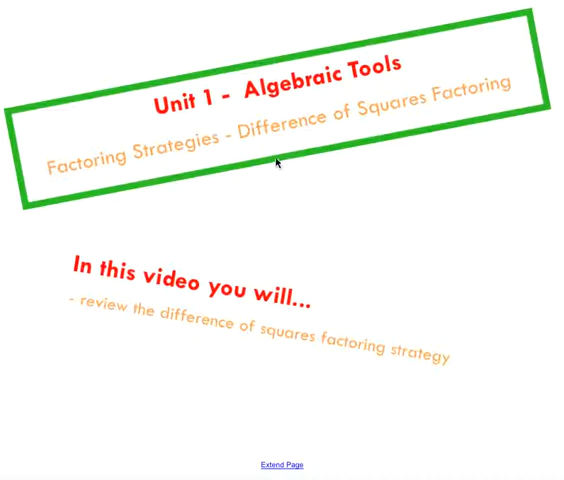 Unit 1 - Algebraic Tools
Factoring Strategies - Difference of Squares Factoring
In this video you will...
- review the difference of squares factoring strategy
Extend Page